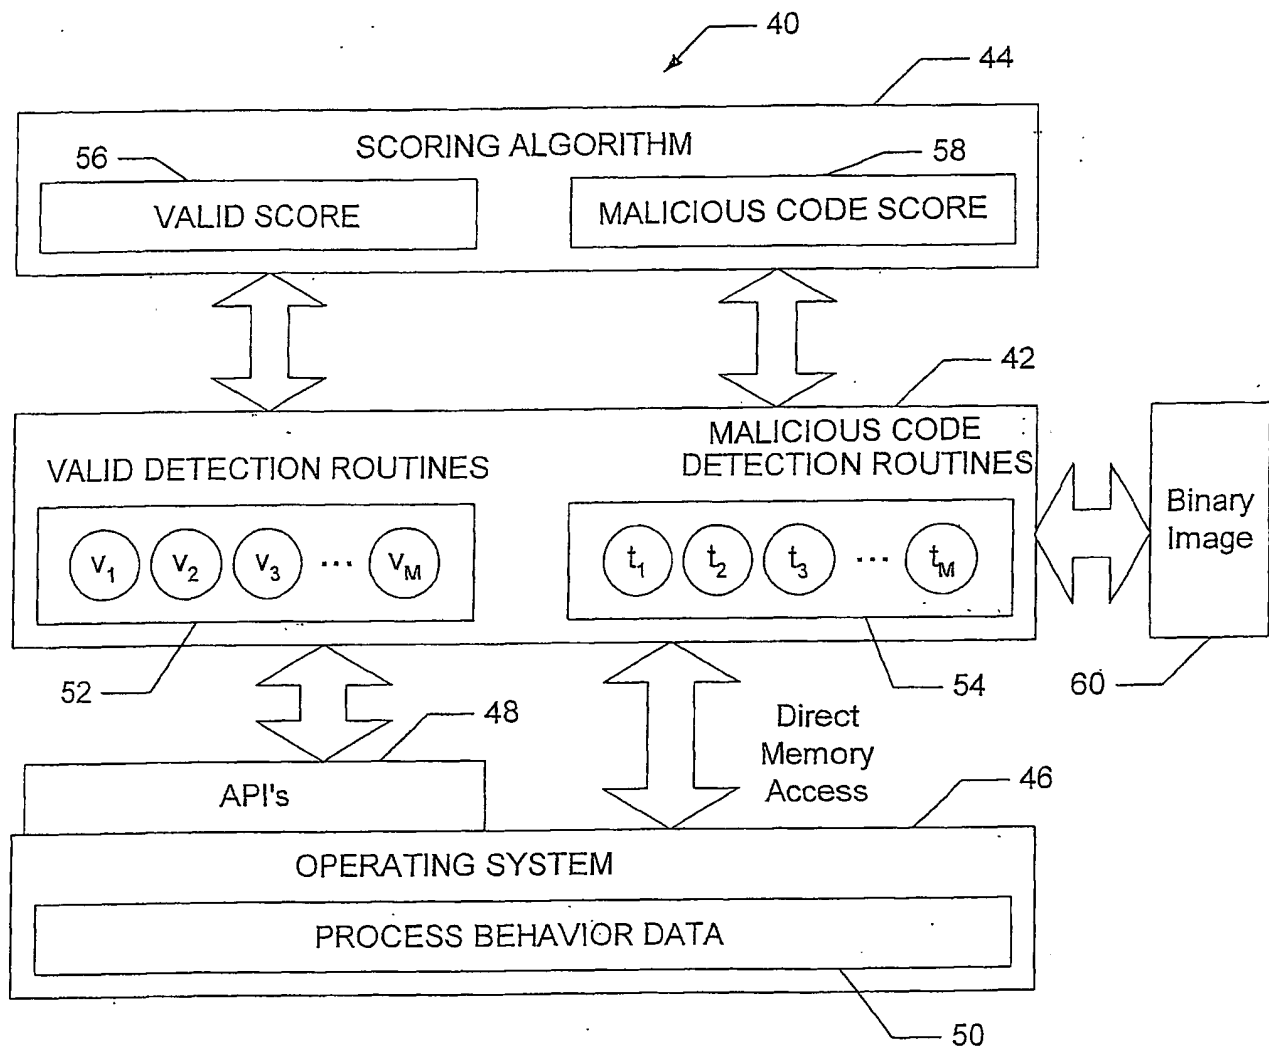 40
44
SCORING ALGORITHM
56
58
VALID SCORE
MALICIOUS CODE SCORE
42
VALID DETECTION ROUTINES
MALICIOUS CODE
DETECTION ROUTINES
v1 v2 v3 ... vM
t1 t2 t3 ... tM
Binary
Image
52
54
60
48
Direct
Memory
Access
API's
46
OPERATING SYSTEM
PROCESS BEHAVIOR DATA
50